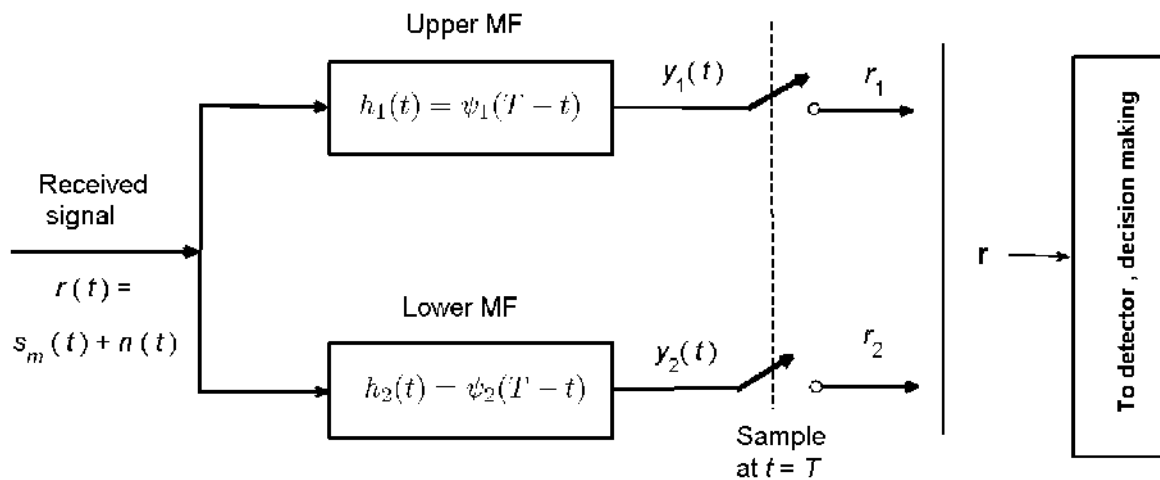 Upper MF
h₁(t) = ψ₁(T − t)
y₁(t)
r₁
Received
signal
r(t) =
sₘ(t) + n(t)
Lower MF
h₂(t) = ψ₂(T − t)
y₂(t)
r₂
Sample
at t = T
r
To detector , decision making